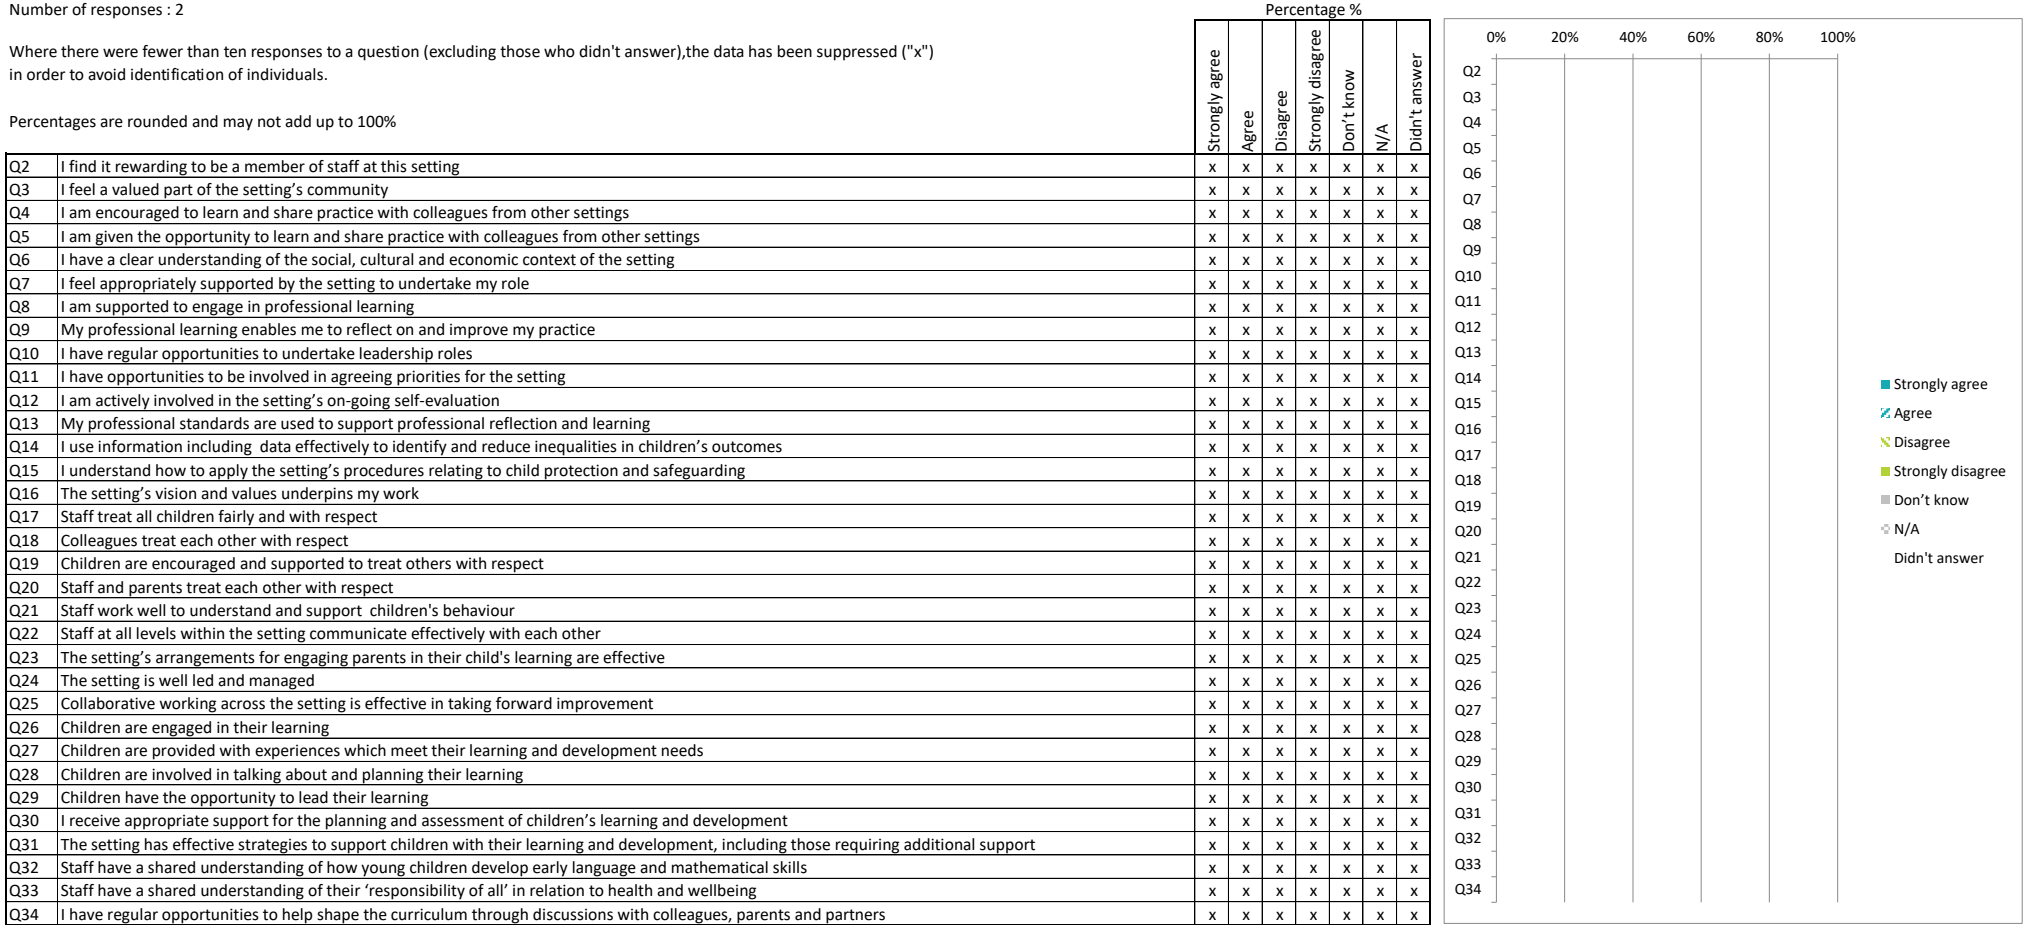 Number of responses : 2
Percentage %
Where there were fewer than ten responses to a question (excluding those who didn't answer),the data has been suppressed ("x")
in order to avoid identification of individuals.
Percentages are rounded and may not add up to 100%
Strongly agree
Agree
Disagree
Strongly disagree
Don't know
N/A
Didn't answer
Q2 I find it rewarding to be a member of staff at this setting x x x x x x x
Q3 I feel a valued part of the setting's community x x x x x x x
Q4 I am encouraged to learn and share practice with colleagues from other settings x x x x x x x
Q5 I am given the opportunity to learn and share practice with colleagues from other settings x x x x x x x
Q6 I have a clear understanding of the social, cultural and economic context of the setting x x x x x x x
Q7 I feel appropriately supported by the setting to undertake my role x x x x x x x
Q8 I am supported to engage in professional learning x x x x x x x
Q9 My professional learning enables me to reflect on and improve my practice x x x x x x x
Q10 I have regular opportunities to undertake leadership roles x x x x x x x
Q11 I have opportunities to be involved in agreeing priorities for the setting x x x x x x x
Q12 I am actively involved in the setting's on-going self-evaluation x x x x x x x
Q13 My professional standards are used to support professional reflection and learning x x x x x x x
Q14 I use information including  data effectively to identify and reduce inequalities in children's outcomes x x x x x x x
Q15 I understand how to apply the setting's procedures relating to child protection and safeguarding x x x x x x x
Q16 The setting's vision and values underpins my work x x x x x x x
Q17 Staff treat all children fairly and with respect x x x x x x x
Q18 Colleagues treat each other with respect x x x x x x x
Q19 Children are encouraged and supported to treat others with respect x x x x x x x
Q20 Staff and parents treat each other with respect x x x x x x x
Q21 Staff work well to understand and support  children's behaviour x x x x x x x
Q22 Staff at all levels within the setting communicate effectively with each other x x x x x x x
Q23 The setting's arrangements for engaging parents in their child's learning are effective x x x x x x x
Q24 The setting is well led and managed x x x x x x x
Q25 Collaborative working across the setting is effective in taking forward improvement x x x x x x x
Q26 Children are engaged in their learning x x x x x x x
Q27 Children are provided with experiences which meet their learning and development needs x x x x x x x
Q28 Children are involved in talking about and planning their learning x x x x x x x
Q29 Children have the opportunity to lead their learning x x x x x x x
Q30 I receive appropriate support for the planning and assessment of children's learning and development x x x x x x x
Q31 The setting has effective strategies to support children with their learning and development, including those requiring additional support x x x x x x x
Q32 Staff have a shared understanding of how young children develop early language and mathematical skills x x x x x x x
Q33 Staff have a shared understanding of their 'responsibility of all' in relation to health and wellbeing x x x x x x x
Q34 I have regular opportunities to help shape the curriculum through discussions with colleagues, parents and partners x x x x x x x
0% 20% 40% 60% 80% 100%
Q2
Q3
Q4
Q5
Q6
Q7
Q8
Q9
Q10
Q11
Q12
Q13
Q14
Q15
Q16
Q17
Q18
Q19
Q20
Q21
Q22
Q23
Q24
Q25
Q26
Q27
Q28
Q29
Q30
Q31
Q32
Q33
Q34
Strongly agree
Agree
Disagree
Strongly disagree
Don't know
N/A
Didn't answer